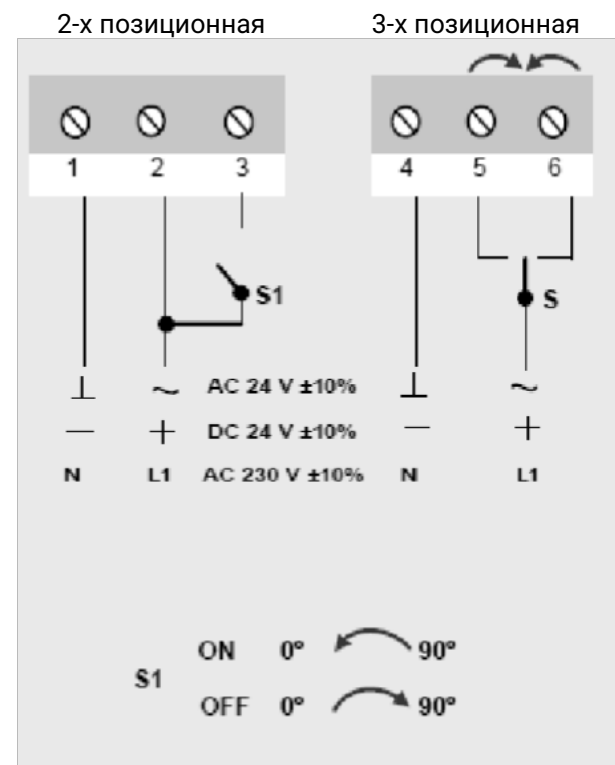 2-х позиционная 3-х позиционная
1 2 3 4 5 6
S1 S
⊥ ~ AC 24 V ±10% ⊥ ~
— + DC 24 V ±10% — +
N L1 AC 230 V ±10% N L1
ON 0° 90°
S1
OFF 0° 90°